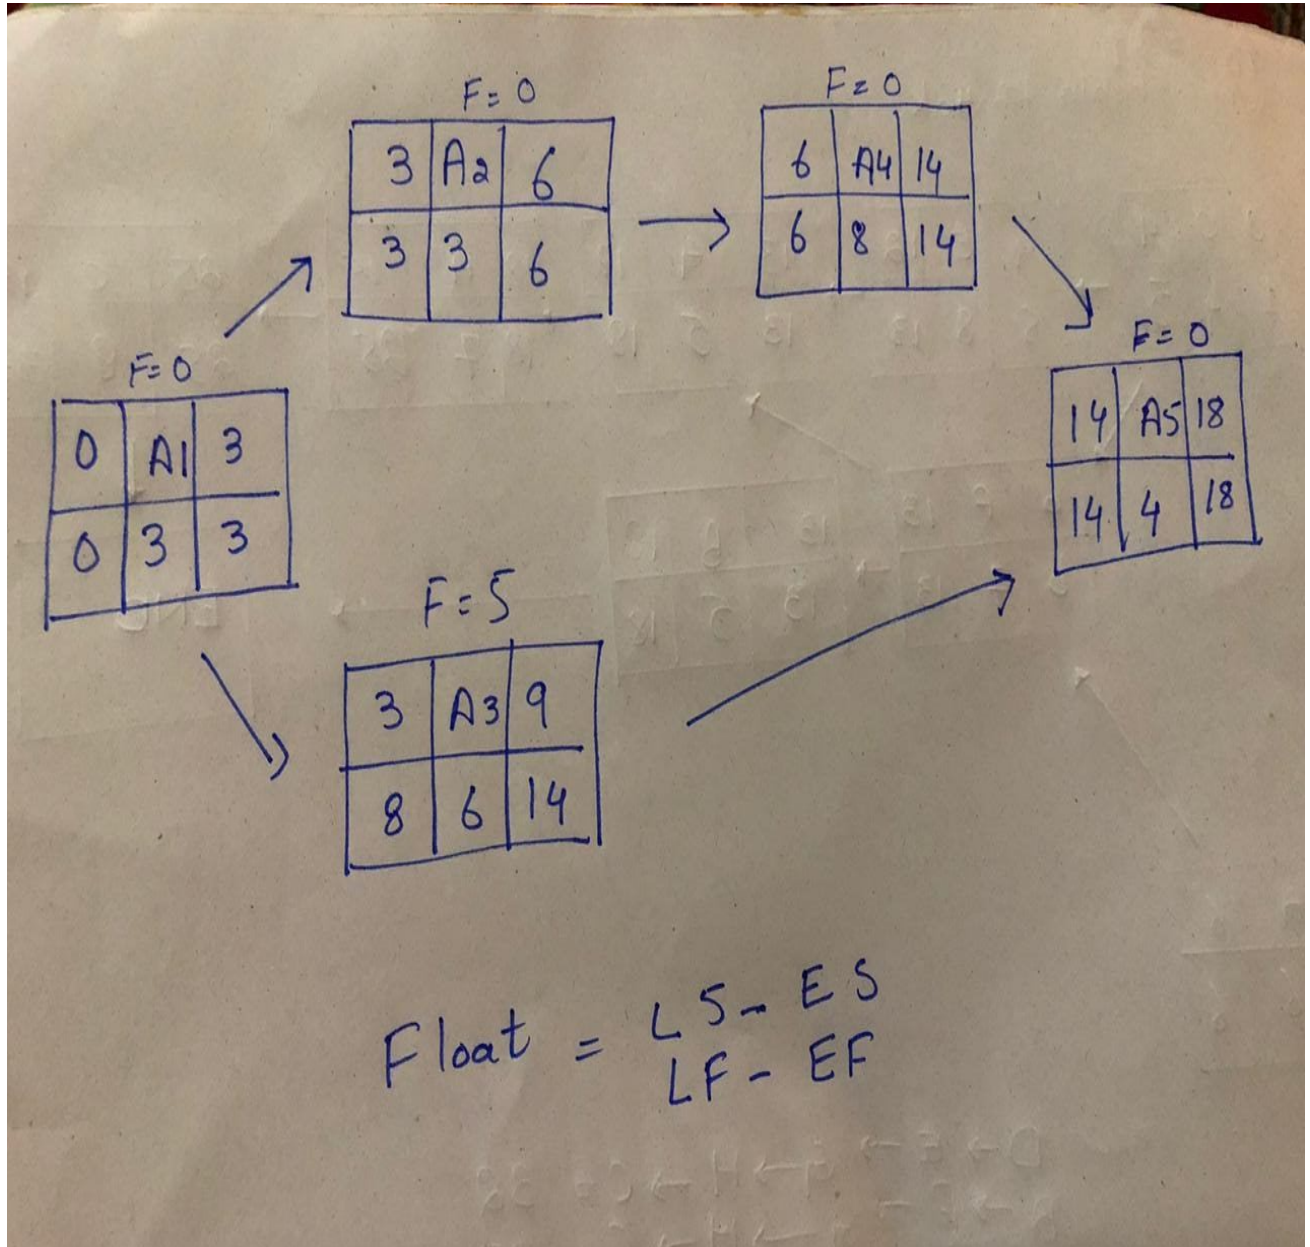 F=0
3 A2 6
3 3 6
F=0
6 A4 14
6 8 14
F=0
0 A1 3
0 3 3
F=0
14 A5 18
14 4 18
F=5
3 A3 9
8 6 14
Float = LS - ES
LF - EF